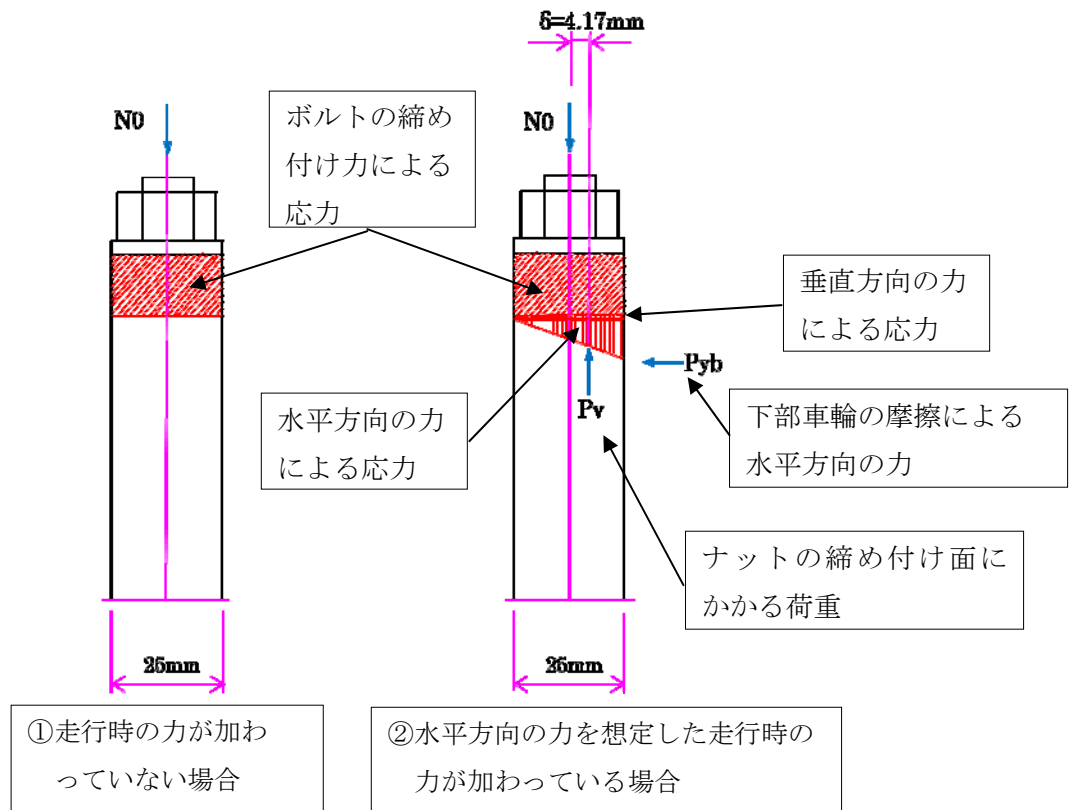 δ=4.17mm
N0
ボルトの締め
付け力による
応力
N0
垂直方向の力
による応力
Pyb
Pv
水平方向の力
による応力
下部車輪の摩擦による
水平方向の力
ナットの締め付け面に
かかる荷重
25mm
25mm
①走行時の力が加わ
っていない場合
②水平方向の力を想定した走行時の
力が加わっている場合